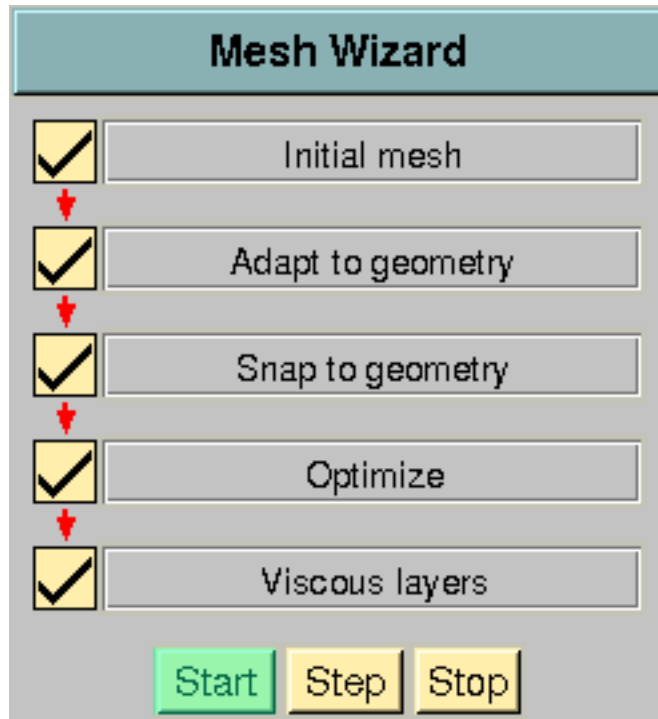 Mesh Wizard
Initial mesh
Adapt to geometry
Snap to geometry
Optimize
Viscous layers
Start Step Stop